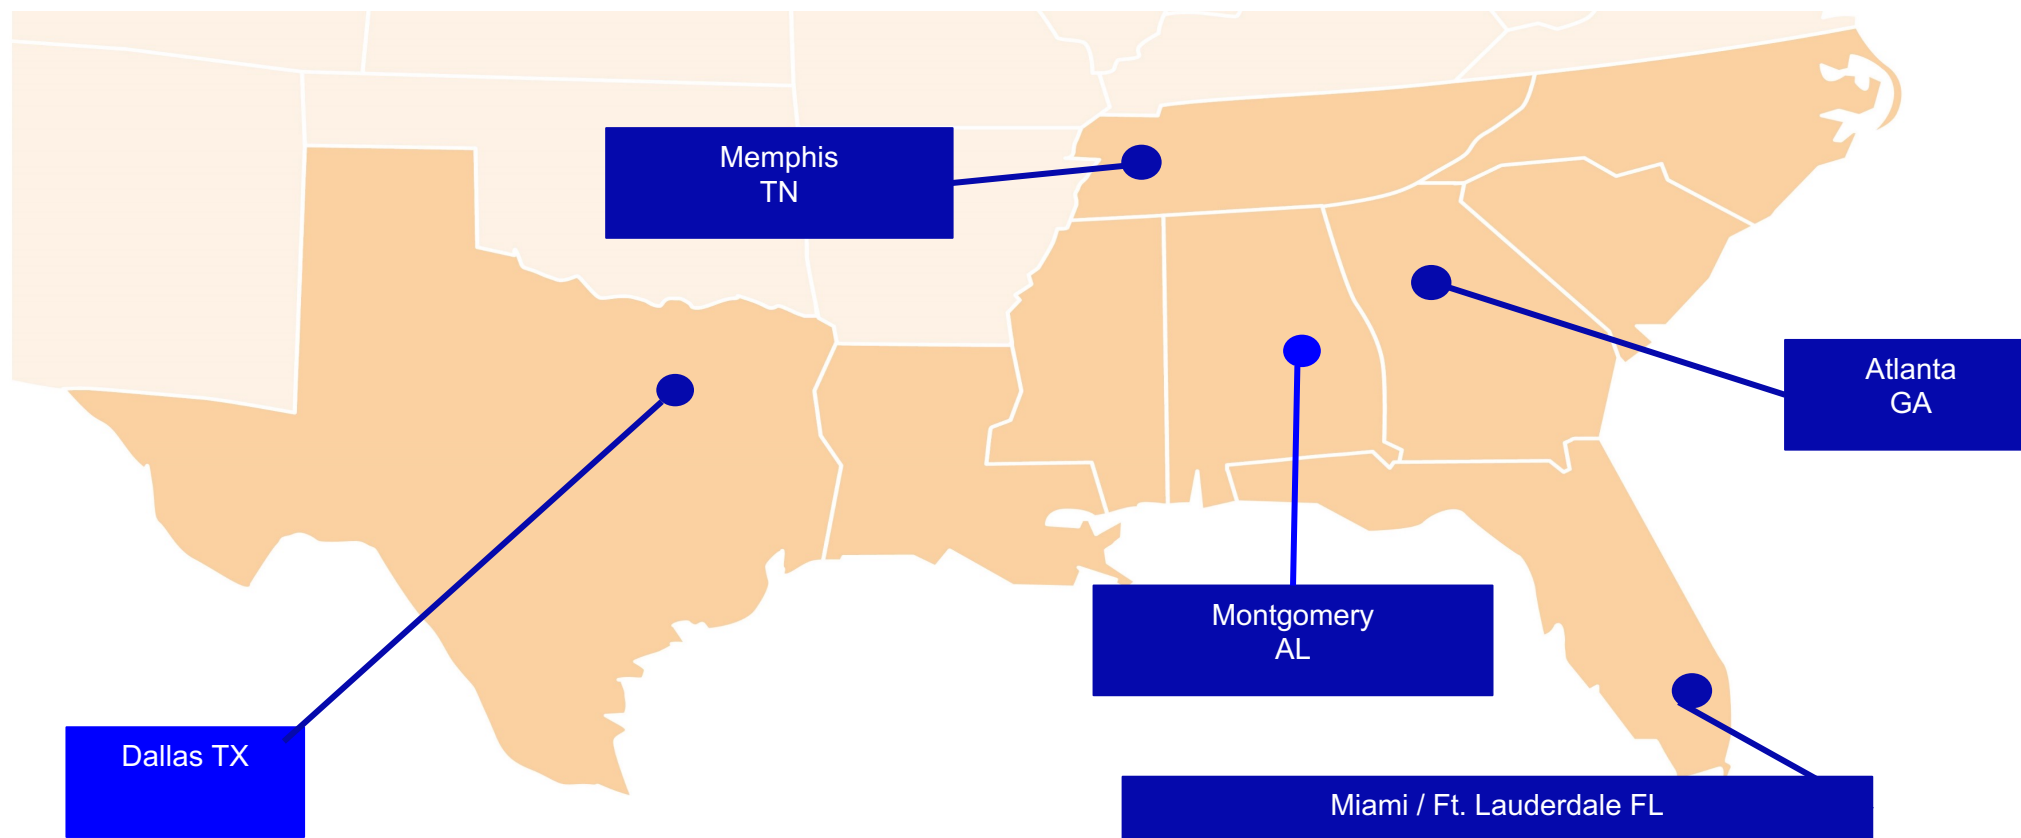 Memphis
TN
Atlanta
GA
Montgomery
AL
Dallas TX
Miami / Ft. Lauderdale FL